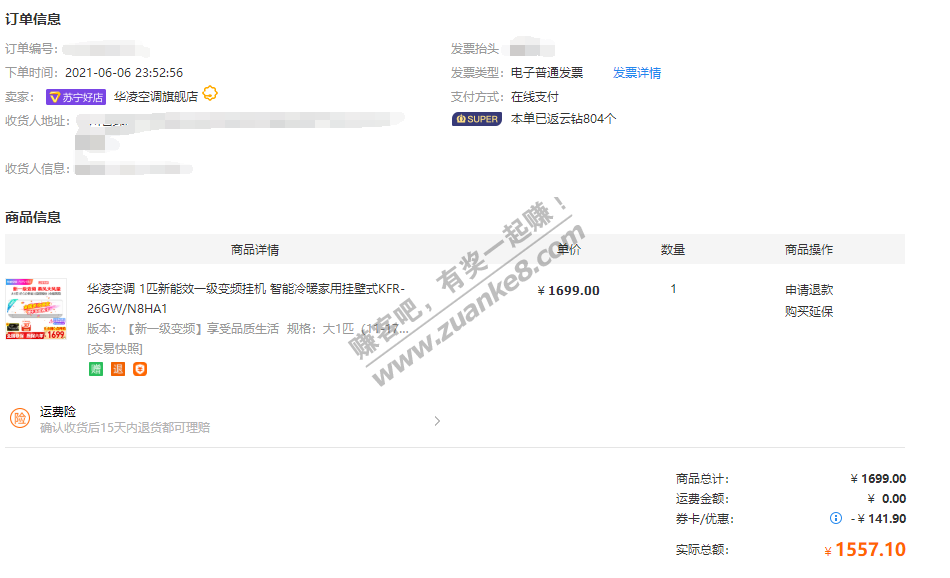 订单信息
订单编号:
下单时间: 2021-06-06 23:52:56
卖家: 苏宁好店 华凌空调旗舰店
收货人地址:
收货人信息:
发票抬头
发票类型: 电子普通发票 发票详情
支付方式: 在线支付
SUPER 本单已返云钻804个
商品信息
商品详情 单价 数量 商品操作
华凌空调 1匹新能效一级变频挂机 智能冷暖家用挂壁式KFR-
26GW/N8HA1
¥1699.00
1
申请退款
购买延保
版本: 【新一级变频】享受品质生活 规格: 大1匹 (11-17...
[交易快照]
赠 退
1699
险 运费险
确认收货后15天内退货都可理赔
赚客吧,有奖一起赚!
www.zuanke8.com
商品总计: ¥1699.00
运费金额: ¥ 0.00
券卡/优惠: -¥141.90
实际总额: ¥1557.10